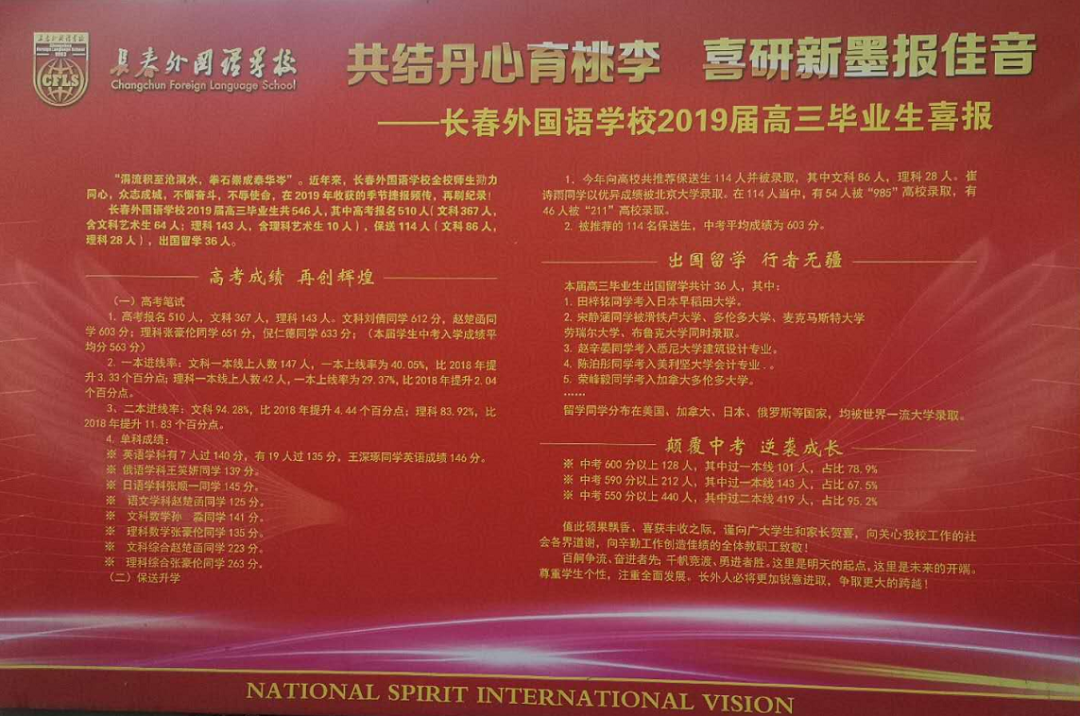 长春外国语学校
Changchun Foreign Language School
CFLS
共结丹心育桃李 喜研新墨报佳音
——长春外国语学校2019届高三毕业生喜报
“涓流积至沧溟水，拳石崇成泰华岑”。近年来，长春外国语学校全校师生勠力
同心，众志成城，不懈奋斗，不辱使命，在2019年收获的季节捷报频传，再刷纪录！
长春外国语学校2019届高三毕业生共546人，其中高考报名510人（文科367人，
含文科艺术生64人；理科143人，含理科艺术生10人），保送114人（文科86人，
理科28人），出国留学36人。
高考成绩 再创辉煌
（一）高考笔试
1. 高考报名510人，文科367人，理科143人。文科刘倩同学612分，赵楚函同
学603分；理科张豪伦同学651分，倪仁德同学633分；（本届学生中考入学成绩平
均分563分）
2. 一本进线率：文科一本线上人数147人，一本上线率为40.05%，比2018年提
升3.33个百分点；理科一本线上人数42人，一本上线率为29.37%，比2018年提升2.04
个百分点。
3、二本进线率：文科94.28%，比2018年提升4.44个百分点；理科83.92%，比
2018年提升11.83个百分点。
4. 单科成绩：
※ 英语学科有7人过140分，有19人过135分，王深琢同学英语成绩146分。
※ 俄语学科王笑妍同学139分。
※ 日语学科张顺一同学145分。
※ 语文学科赵楚函同学125分。
※ 文科数学孙 淼同学141分。
※ 理科数学张豪伦同学135分。
※ 文科综合赵楚函同学223分。
※ 理科综合张豪伦同学263分。
（二）保送升学
1、今年向高校共推荐保送生114人并被录取，其中文科86人，理科28人。崔
诗雨同学以优异成绩被北京大学录取。在114人当中，有54人被“985”高校录取，有
46人被“211”高校录取。
2. 被推荐的114名保送生，中考平均成绩为603分。
出国留学 行者无疆
本届高三毕业生出国留学共计36人，其中：
1. 田梓铭同学考入日本早稻田大学。
2. 宋静涵同学被滑铁卢大学、多伦多大学、麦克马斯特大学
劳瑞尔大学、布鲁克大学同时录取。
3. 赵辛晏同学考入悉尼大学建筑设计专业。
4. 陈泊彤同学考入美利坚大学会计专业．。
5. 荣峰毅同学考入加拿大多伦多大学。
……
留学同学分布在美国、加拿大、日本、俄罗斯等国家，均被世界一流大学录取。
颠覆中考 逆袭成长
※ 中考600分以上128人，其中过一本线101人，占比78.9%
※ 中考590分以上212人，其中过一本线143人，占比67.5%
※ 中考550分以上440人，其中过二本线419人，占比95.2%
值此硕果飘香、喜获丰收之际，谨向广大学生和家长贺喜，向关心我校工作的社
会各界道谢，向辛勤工作创造佳绩的全体教职工致敬！
百舸争流，奋进者先；千帆竞渡，勇进者胜。这里是明天的起点，这里是未来的开端。
尊重学生个性，注重全面发展，长外人必将更加锐意进取，争取更大的跨越！
NATIONAL SPIRIT INTERNATIONAL VISION